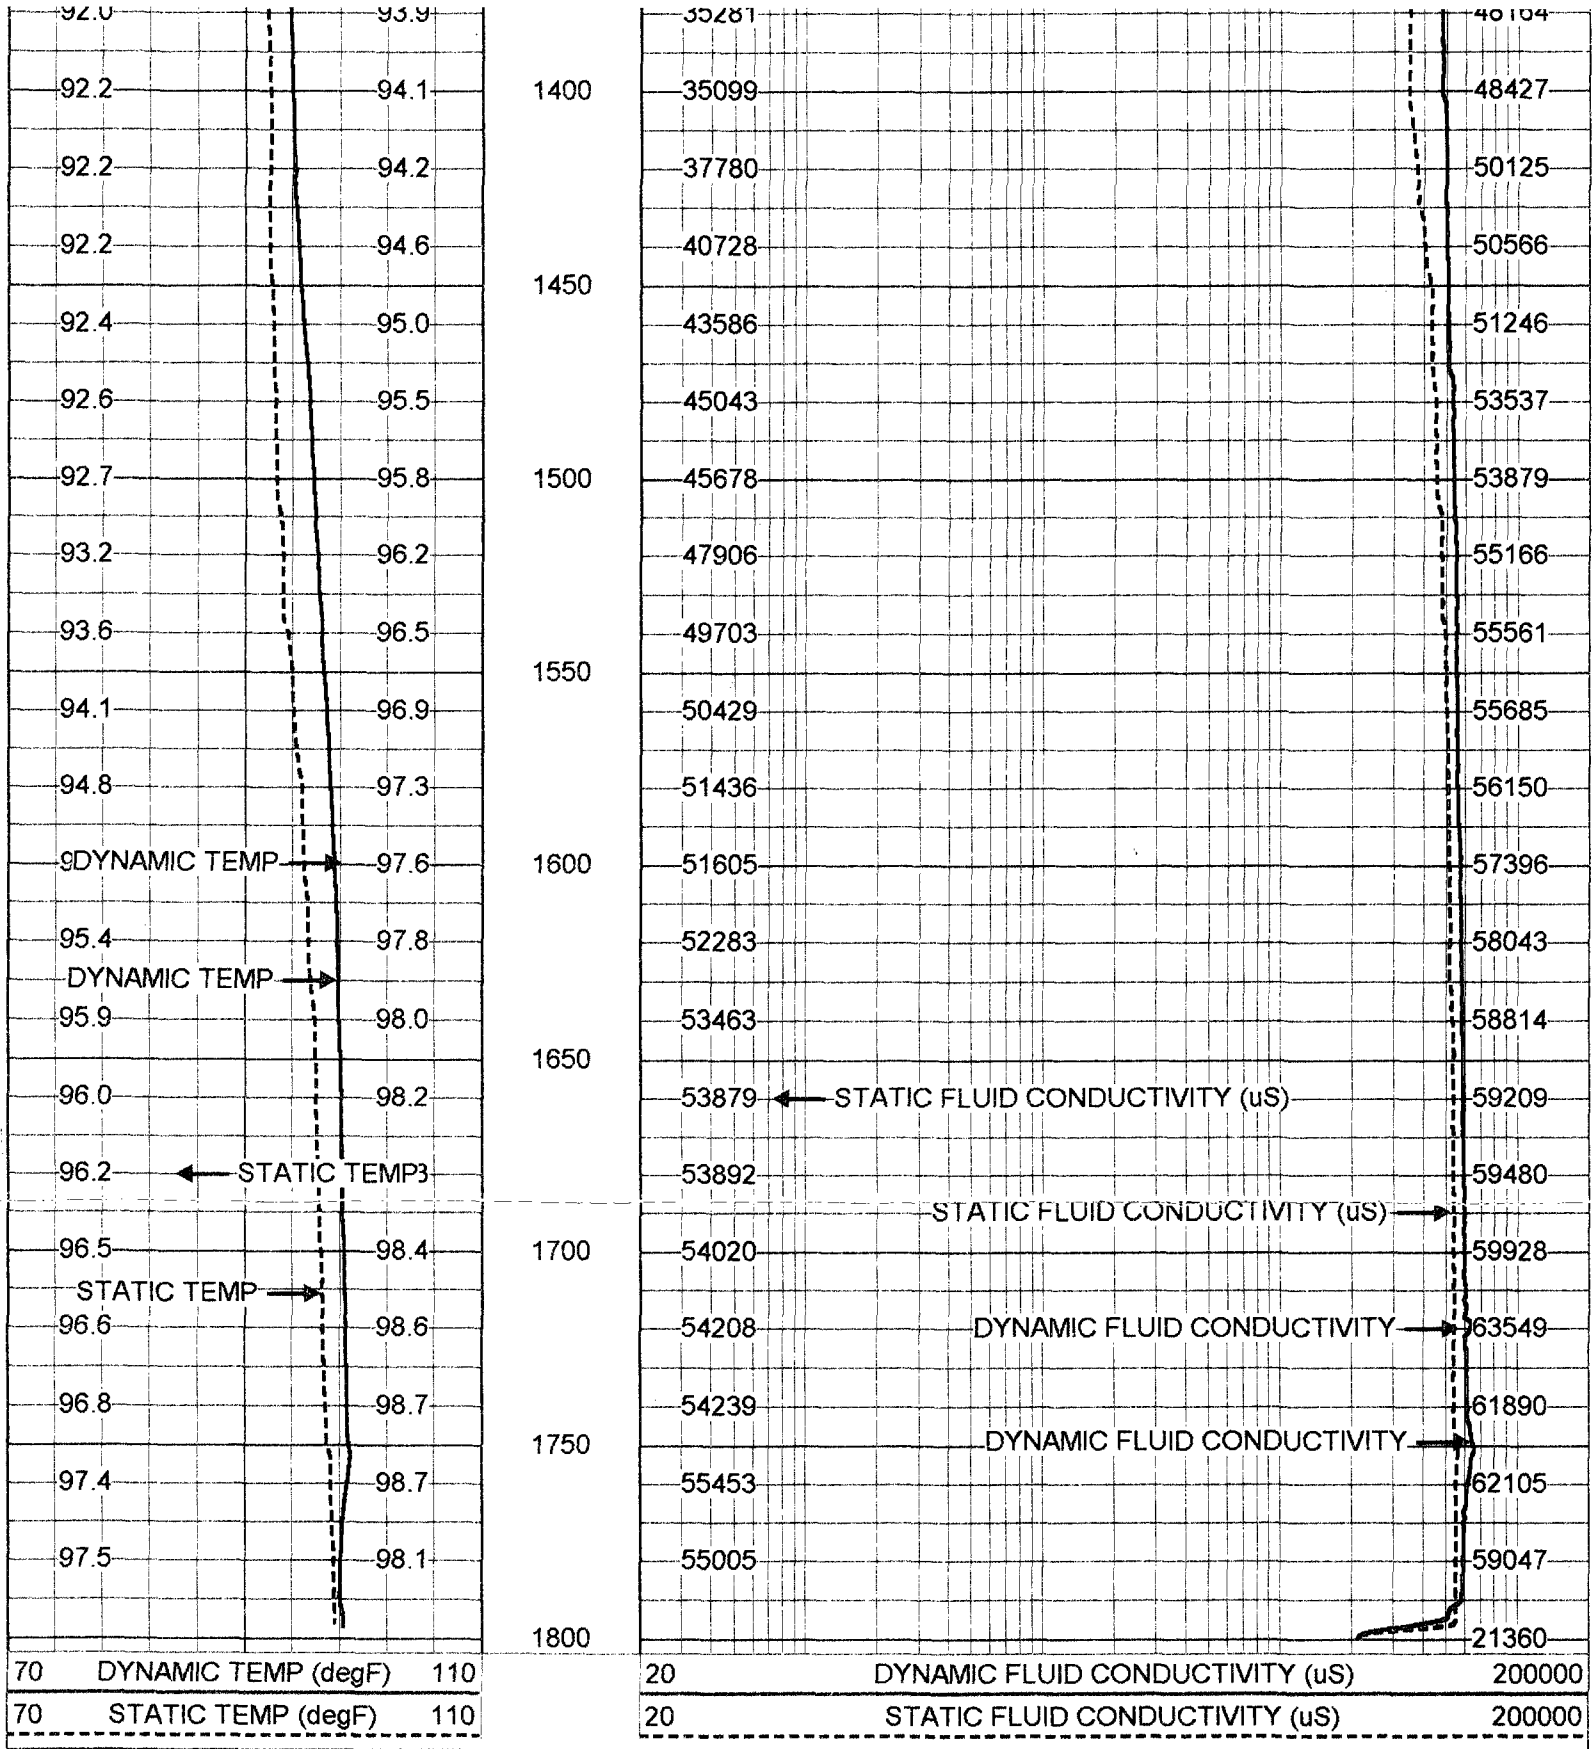 92.0 93.9 35281 48164
92.2 94.1 1400 35099 48427
92.2 94.2 37780 50125
92.2 94.6 40728 50566
1450
92.4 95.0 43586 51246
92.6 95.5 45043 53537
92.7 95.8 1500 45678 53879
93.2 96.2 47906 55166
93.6 96.5 49703 55561
1550
94.1 96.9 50429 55685
94.8 97.3 51436 56150
9 DYNAMIC TEMP 97.6 1600 51605 57396
95.4 97.8 52283 58043
DYNAMIC TEMP
95.9 98.0 53463 58814
1650
96.0 98.2 53879 STATIC FLUID CONDUCTIVITY (uS) 59209
96.2 STATIC TEMP 3 53892 59480
STATIC FLUID CONDUCTIVITY (uS)
96.5 98.4 1700 54020 59928
STATIC TEMP
96.6 98.6 54208 DYNAMIC FLUID CONDUCTIVITY 63549
96.8 98.7 54239 61890
1750 DYNAMIC FLUID CONDUCTIVITY
97.4 98.7 55453 62105
97.5 98.1 55005 59047
1800 21360
70 DYNAMIC TEMP (degF) 110 20 DYNAMIC FLUID CONDUCTIVITY (uS) 200000
70 STATIC TEMP (degF) 110 20 STATIC FLUID CONDUCTIVITY (uS) 200000